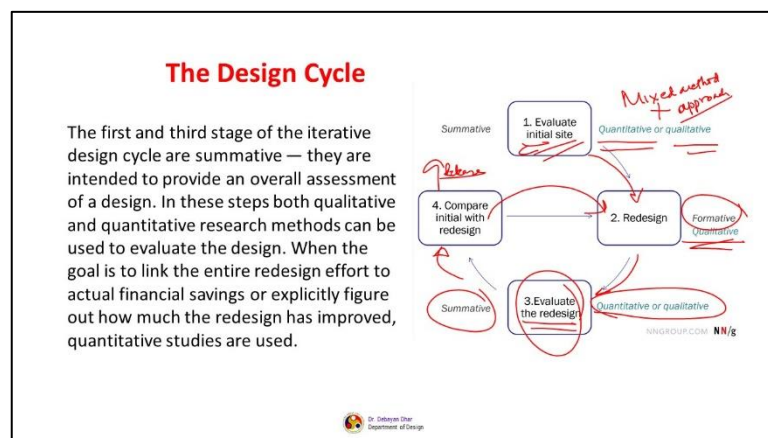 The Design Cycle
The first and third stage of the iterative
design cycle are summative — they are
intended to provide an overall assessment
of a design. In these steps both qualitative
and quantitative research methods can be
used to evaluate the design. When the
goal is to link the entire redesign effort to
actual financial savings or explicitly figure
out how much the redesign has improved,
quantitative studies are used.
Mixed method
approach
Summative
1. Evaluate
initial site
Quantitative or qualitative
4. Compare
initial with
redesign
2. Redesign
Formative
Qualitative
Summative
3.Evaluate
the redesign
Quantitative or qualitative
NNGROUP.COM NN/g
Dr. Debayan Dhar
Department of Design